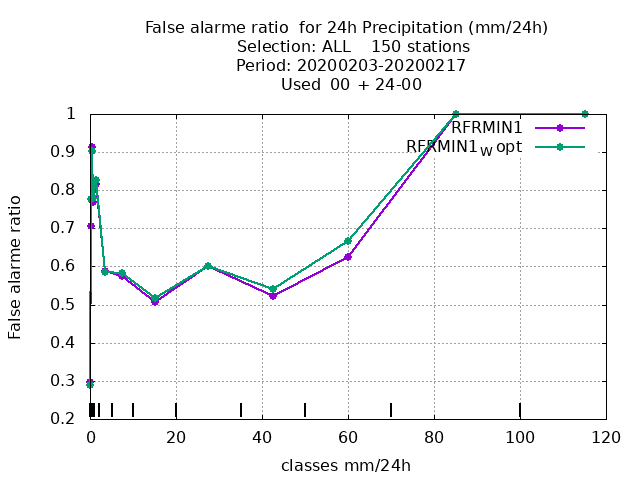 False alarme ratio  for 24h Precipitation (mm/24h)
Selection: ALL    150 stations
Period: 20200203-20200217
Used  00 + 24-00
1
0.9
0.8
0.7
0.6
0.5
0.4
0.3
0.2
False alarme ratio
RFRMIN1
RFRMIN1W opt
0 20 40 60 80 100 120
classes mm/24h